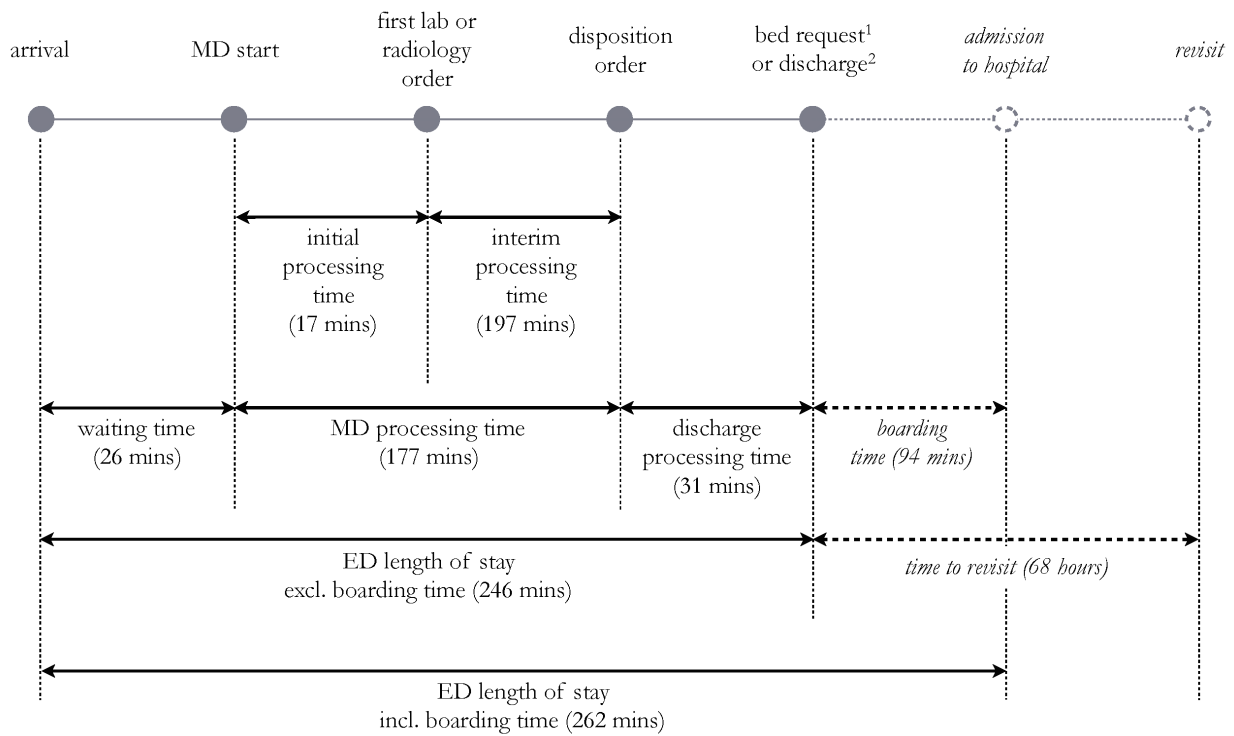 arrival
MD start
first lab or
radiology
order
disposition
order
bed request¹
or discharge²
admission
to hospital
revisit
initial
processing
time
(17 mins)
interim
processing
time
(197 mins)
waiting time
(26 mins)
MD processing time
(177 mins)
discharge
processing time
(31 mins)
boarding
time (94 mins)
ED length of stay
excl. boarding time (246 mins)
time to revisit (68 hours)
ED length of stay
incl. boarding time (262 mins)